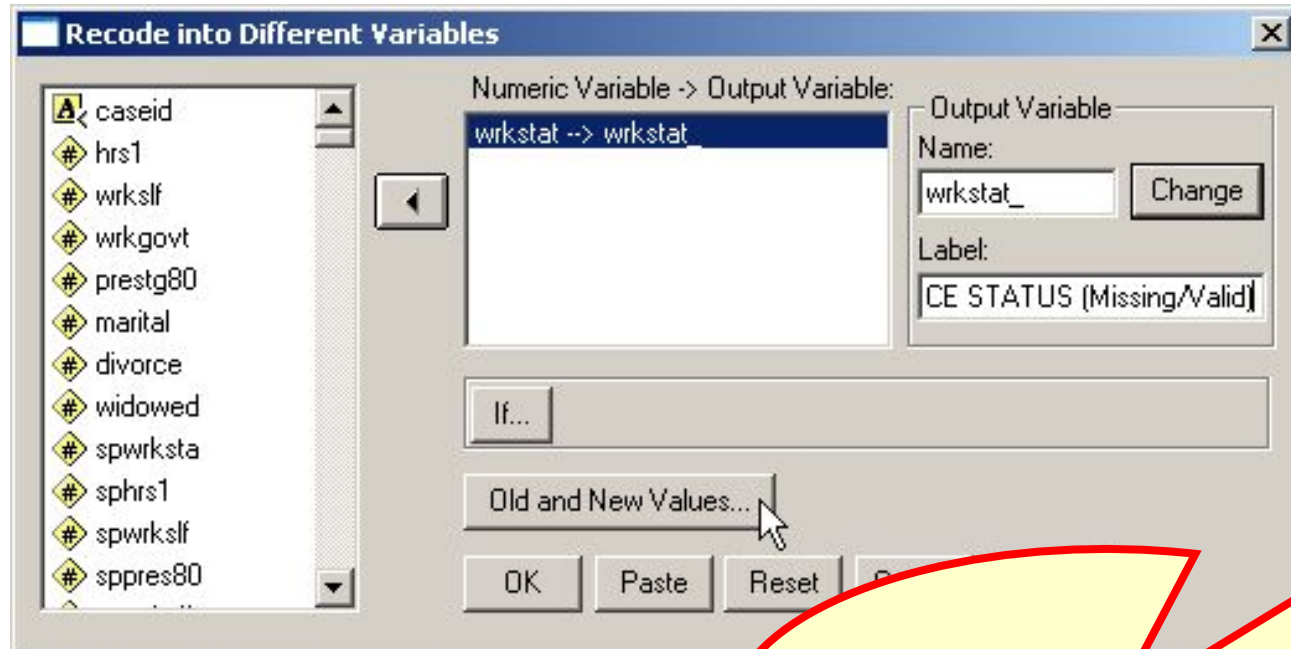 Recode into Different Variables
caseid
hrs1
wrkslf
wrkgovt
prestg80
marital
divorce
widowed
spwrksta
sphrs1
spwrkslf
sppres80
Numeric Variable -> Output Variable:
wrkstat --> wrkstat_
Output Variable
Name:
wrkstat_
Change
Label:
CE STATUS (Missing/Valid)
If...
Old and New Values...
OK
Paste
Reset